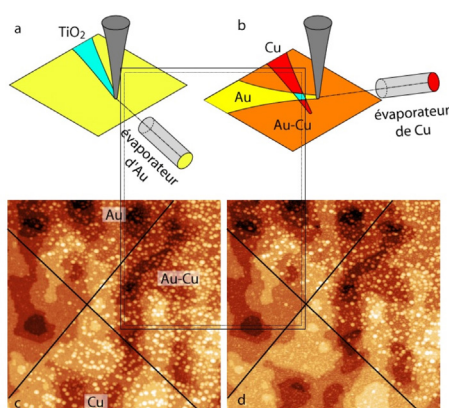 a
TiO2
évaporateur
d'Au
b
Cu
Au
Au-Cu
évaporateur
de Cu
Au
Au-Cu
Cu
c
d